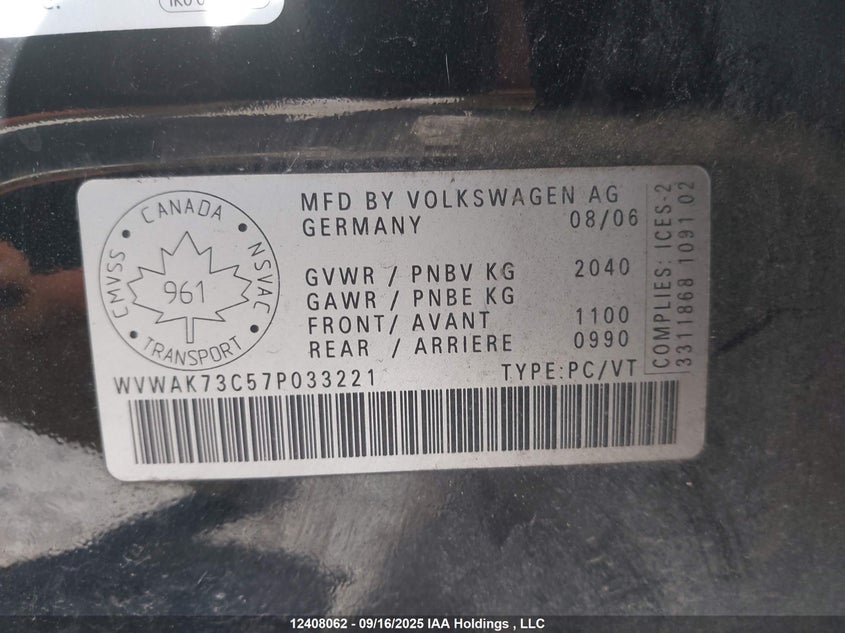 MFD BY VOLKSWAGEN AG
GERMANY 08/06
GVWR / PNBV KG 2040
GAWR / PNBE KG
FRONT/ AVANT 1100
REAR / ARRIERE 0990
CANADA
CMVSS
NSVAC
961
TRANSPORT
WVWAK73C57P033221 TYPE:PC/VT
COMPLIES: ICES-2
3311868 1091 02
12408062 - 09/16/2025 IAA Holdings , LLC